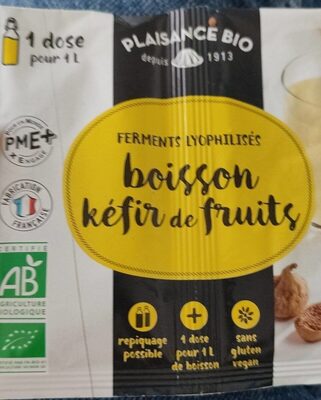 1 dose
pour 1 L
PLAISANCE BIO
depuis 1913
PME+
FERMENTS LYOPHILISÉS
boisson
kéfir de fruits
FABRICATION
FRANÇAISE
CERTIFIÉ
AB
AGRICULTURE
BIOLOGIQUE
repiquage
possible
1 dose
pour 1 L
de boisson
sans
gluten
vegan